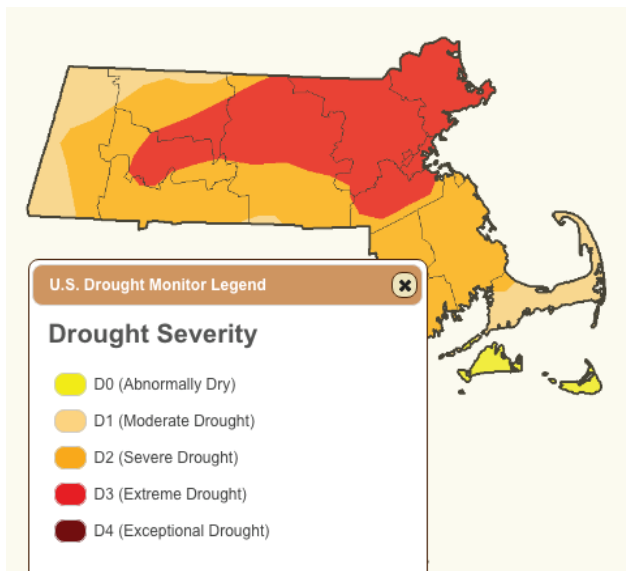 U.S. Drought Monitor Legend
Drought Severity
D0 (Abnormally Dry)
D1 (Moderate Drought)
D2 (Severe Drought)
D3 (Extreme Drought)
D4 (Exceptional Drought)